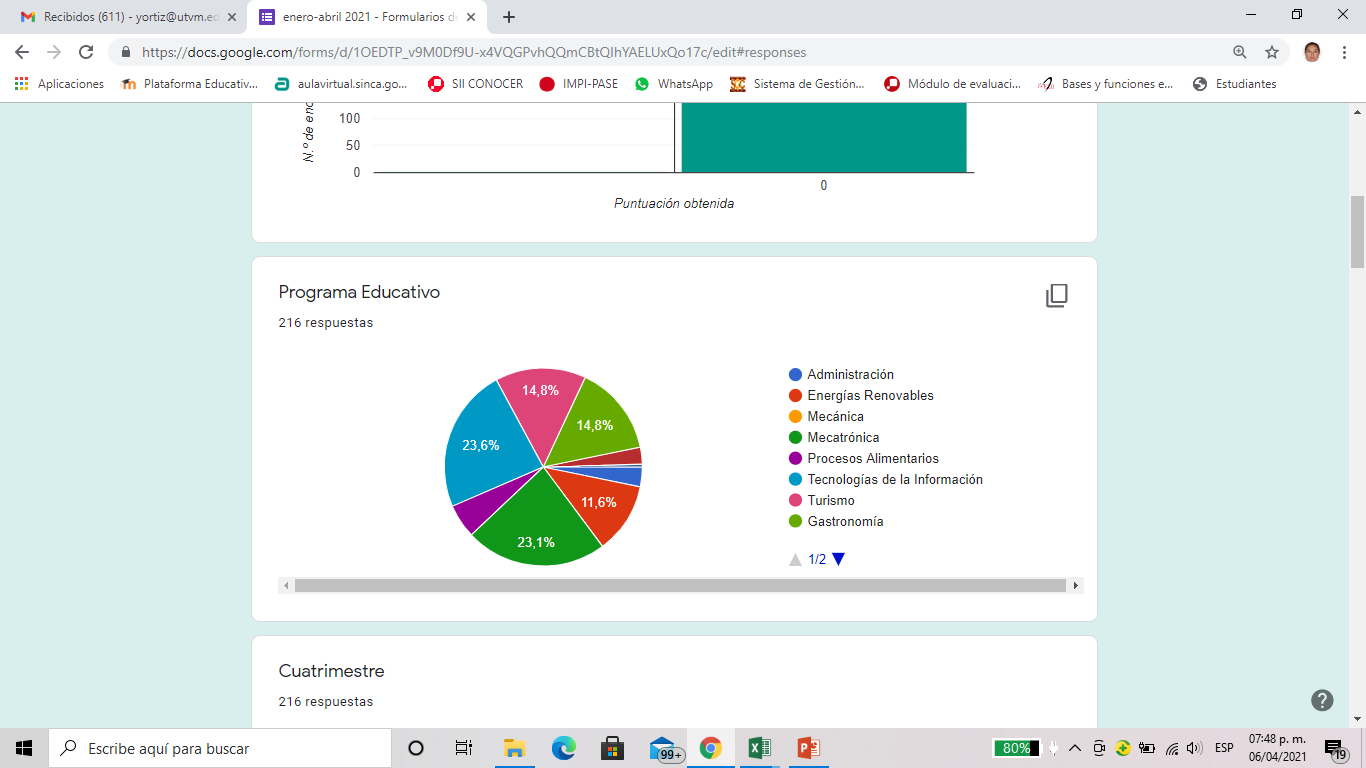 Recibidos (611) - yortiz@utvm.ed
enero-abril 2021 - Formularios de
https://docs.google.com/forms/d/1OEDTP_v9M0Df9U-x4VQGPvhQQmCBtQIhYAELUxQo17c/edit#responses
Aplicaciones
Plataforma Educativ...
aulavirtual.sinca.go...
SII CONOCER
IMPI-PASE
WhatsApp
Sistema de Gestión...
Módulo de evaluaci...
Bases y funciones e...
Estudiantes
N.º de enc
100
50
0
0
Puntuación obtenida
Programa Educativo
216 respuestas
14,8%
14,8%
23,6%
11,6%
23,1%
Administración
Energías Renovables
Mecánica
Mecatrónica
Procesos Alimentarios
Tecnologías de la Información
Turismo
Gastronomía
1/2
Cuatrimestre
216 respuestas
Escribe aquí para buscar
99+
80%
ESP
07:48 p. m.
06/04/2021
19